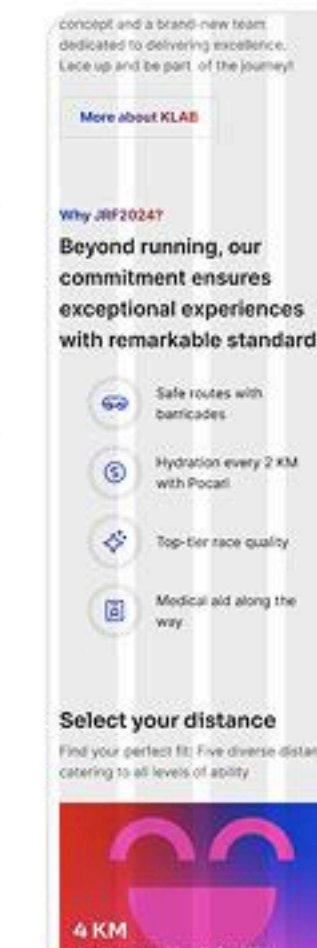 concept and a brand-new team
dedicated to delivering excellence.
Lace up and be part of the journey!
More about KLAB
Why JRF2024?
Beyond running, our
commitment ensures
exceptional experiences
with remarkable standard
Safe routes with
barricades
Hydration every 2 KM
with Pocari
Top-tier race quality
Medical aid along the
way
Select your distance
Find your perfect fit: Five diverse distan
catering to all levels of ability
4 KM